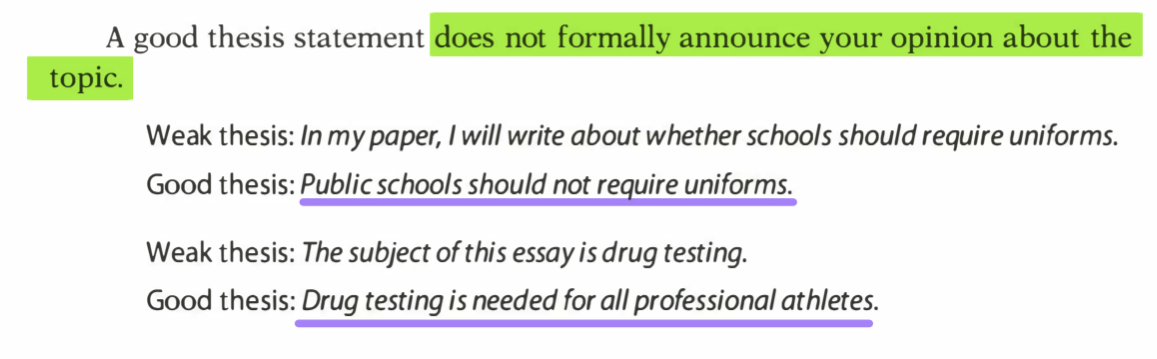 A good thesis statement does not formally announce your opinion about the
topic.
Weak thesis: In my paper, I will write about whether schools should require uniforms.
Good thesis: Public schools should not require uniforms.
Weak thesis: The subject of this essay is drug testing.
Good thesis: Drug testing is needed for all professional athletes.